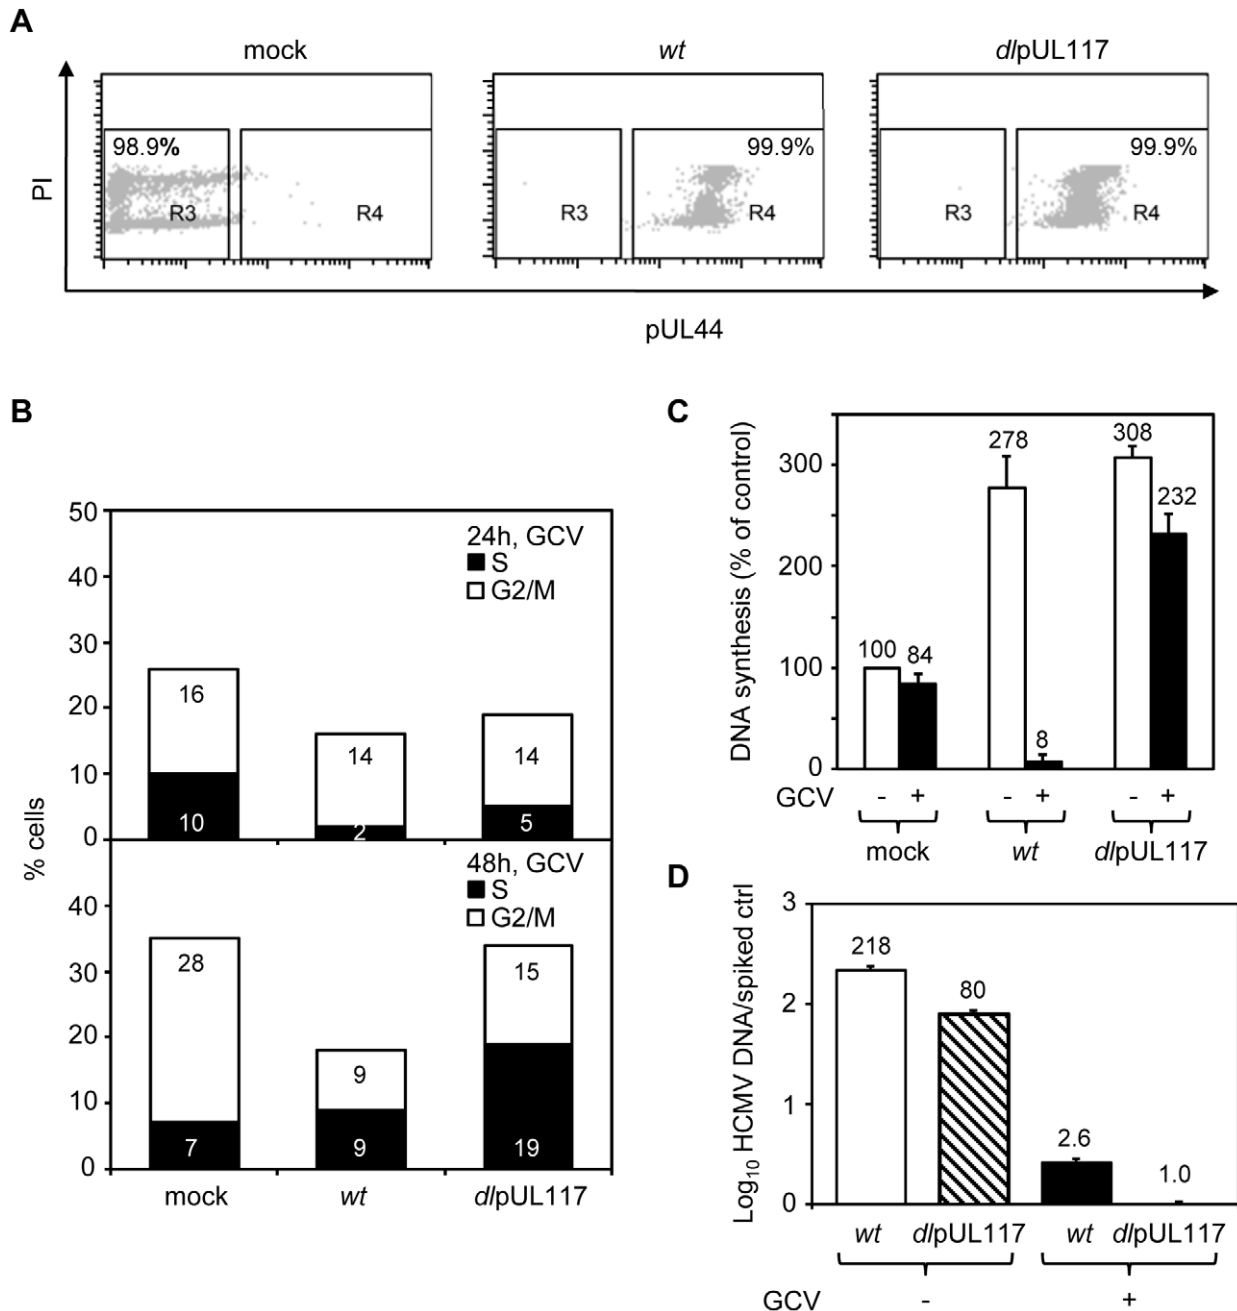 A
mock
wt
dlpUL117
98.9%
99.9%
99.9%
PI
R3
R4
R3
R4
R3
R4
pUL44
B
50
40
30
20
10
0
24h, GCV
S
G2/M
16
10
14
2
14
5
% cells
40
30
20
10
0
48h, GCV
S
G2/M
28
7
9
9
15
19
mock
wt
dlpUL117
C
DNA synthesis (% of control)
300
200
100
0
100
84
278
8
308
232
GCV
- + - + - +
mock
wt
dlpUL117
D
Log10 HCMV DNA/spiked ctrl
3
2
1
0
218
80
2.6
1.0
wt dlpUL117 wt dlpUL117
GCV - +